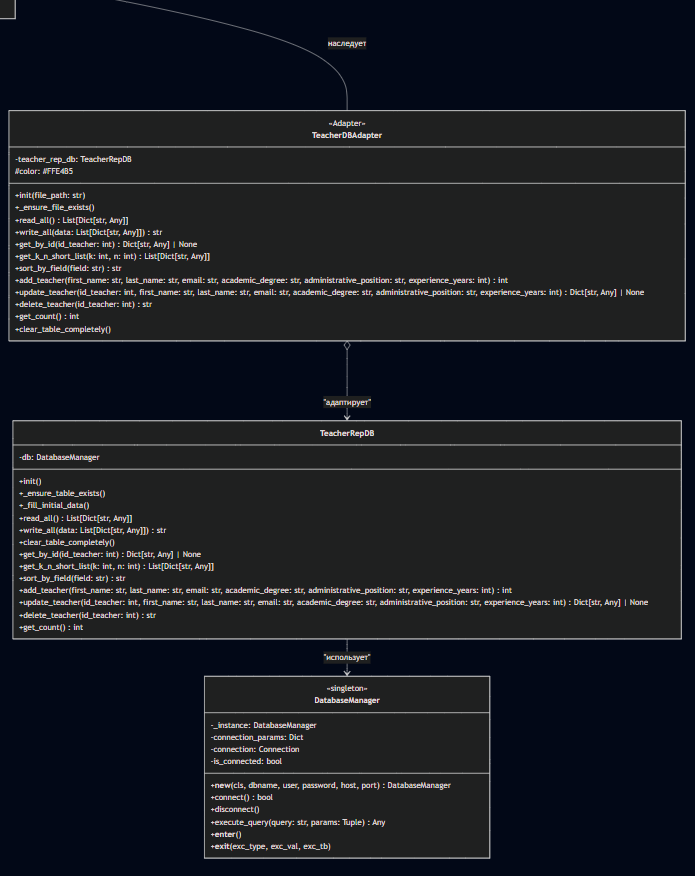 наследует
«Adapter»
TeacherDBAdapter
-teacher_rep_db: TeacherRepDB
#color: #FFE4B5
+init(file_path: str)
+_ensure_file_exists()
+read_all() : List[Dict[str, Any]]
+write_all(data: List[Dict[str, Any]]) : str
+get_by_id(id_teacher: int) : Dict[str, Any] | None
+get_k_n_short_list(k: int, n: int) : List[Dict[str, Any]]
+sort_by_field(field: str) : str
+add_teacher(first_name: str, last_name: str, email: str, academic_degree: str, administrative_position: str, experience_years: int) : int
+update_teacher(id_teacher: int, first_name: str, last_name: str, email: str, academic_degree: str, administrative_position: str, experience_years: int) : Dict[str, Any] | None
+delete_teacher(id_teacher: int) : str
+get_count() : int
+clear_table_completely()
"адаптирует"
TeacherRepDB
-db: DatabaseManager
+init()
+_ensure_table_exists()
+_fill_initial_data()
+read_all() : List[Dict[str, Any]]
+write_all(data: List[Dict[str, Any]]) : str
+clear_table_completely()
+get_by_id(id_teacher: int) : Dict[str, Any] | None
+get_k_n_short_list(k: int, n: int) : List[Dict[str, Any]]
+sort_by_field(field: str) : str
+add_teacher(first_name: str, last_name: str, email: str, academic_degree: str, administrative_position: str, experience_years: int) : int
+update_teacher(id_teacher: int, first_name: str, last_name: str, email: str, academic_degree: str, administrative_position: str, experience_years: int) : Dict[str, Any] | None
+delete_teacher(id_teacher: int) : str
+get_count() : int
"использует"
«singleton»
DatabaseManager
-_instance: DatabaseManager
-connection_params: Dict
-connection: Connection
-is_connected: bool
+new(cls, dbname, user, password, host, port) : DatabaseManager
+connect() : bool
+disconnect()
+execute_query(query: str, params: Tuple) : Any
+enter()
+exit(exc_type, exc_val, exc_tb)